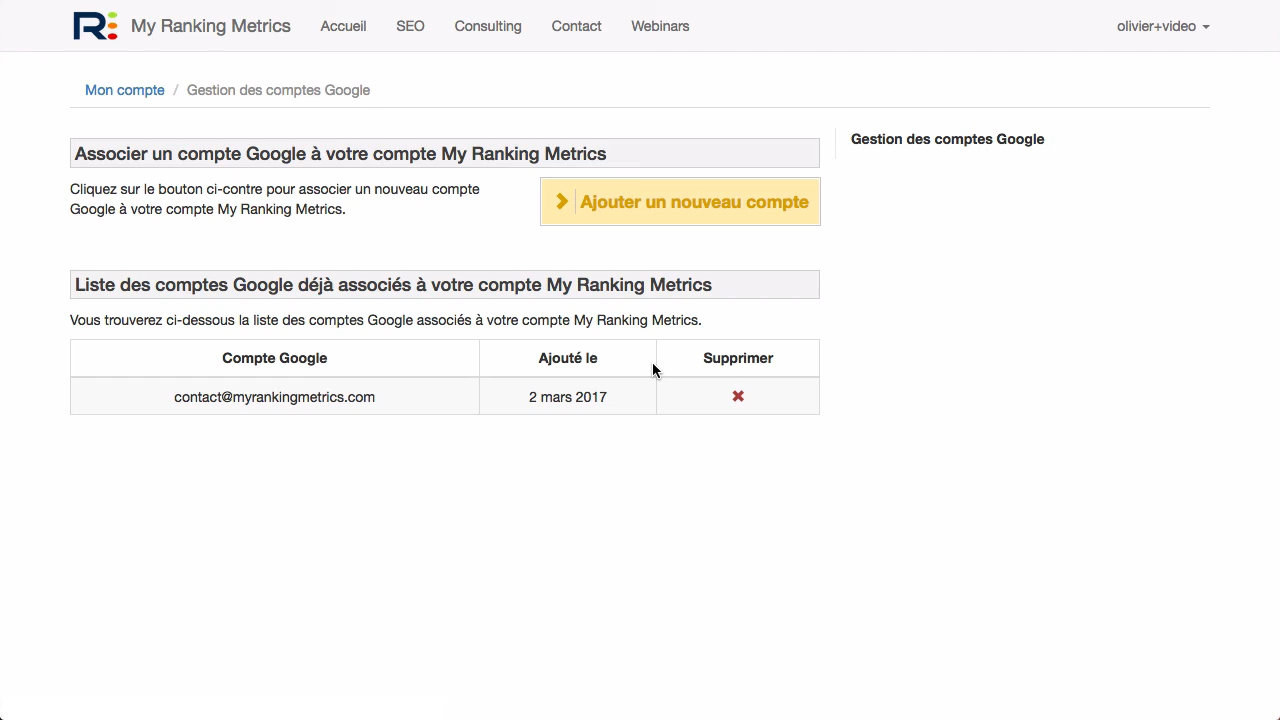 My Ranking Metrics Accueil SEO Consulting Contact Webinars olivier+video
Mon compte / Gestion des comptes Google
Associer un compte Google à votre compte My Ranking Metrics
Gestion des comptes Google
Cliquez sur le bouton ci-contre pour associer un nouveau compte
Google à votre compte My Ranking Metrics.
Ajouter un nouveau compte
Liste des comptes Google déjà associés à votre compte My Ranking Metrics
Vous trouverez ci-dessous la liste des comptes Google associés à votre compte My Ranking Metrics.
Compte Google Ajouté le Supprimer
contact@myrankingmetrics.com 2 mars 2017